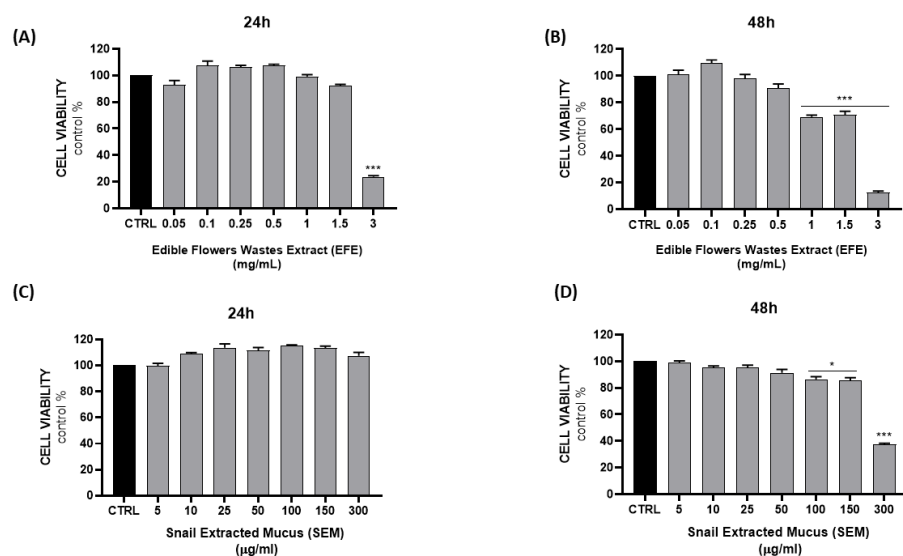 (A)
24h
CELL VIABILITY
control %
120
100
80
60
40
20
0
***
CTRL 0.05 0.1 0.25 0.5 1 1.5 3
Edible Flowers Wastes Extract (EFE)
(mg/mL)
(B)
48h
CELL VIABILITY
control %
120
100
80
60
40
20
0
***
CTRL 0.05 0.1 0.25 0.5 1 1.5 3
Edible Flowers Wastes Extract (EFE)
(mg/mL)
(C)
24h
CELL VIABILITY
control %
120
100
80
60
40
20
0
CTRL 5 10 25 50 100 150 300
Snail Extracted Mucus (SEM)
(µg/ml)
(D)
48h
CELL VIABILITY
control %
120
100
80
60
40
20
0
*
***
CTRL 5 10 25 50 100 150 300
Snail Extracted Mucus (SEM)
(µg/ml)